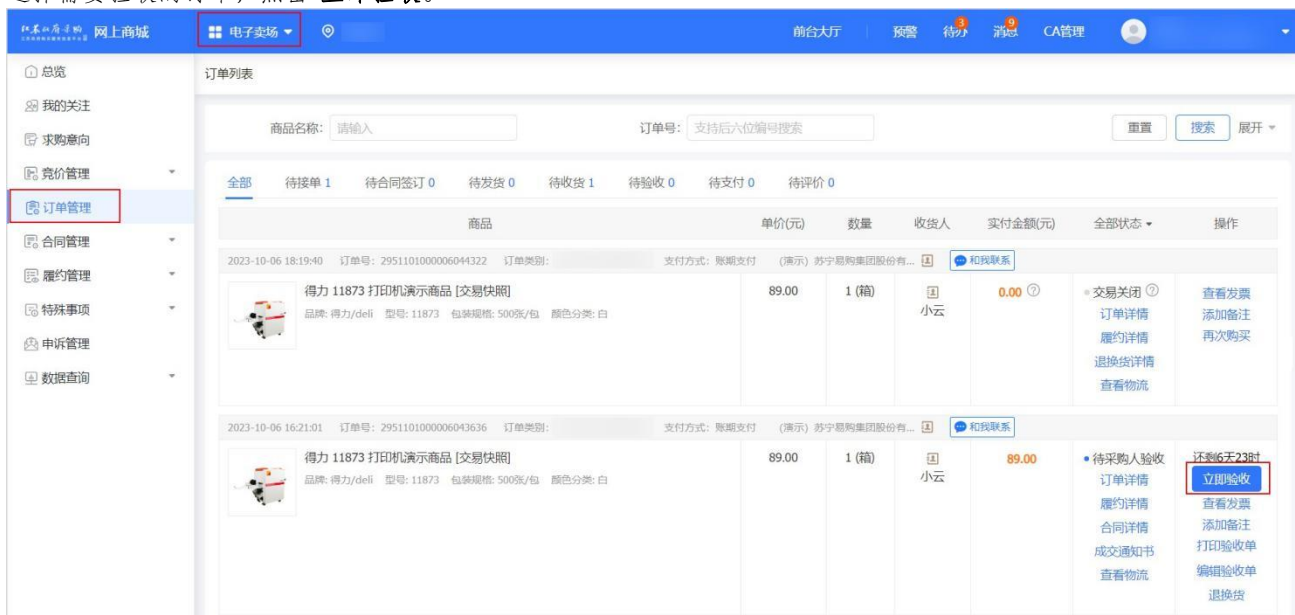 网上商城 电子卖场 前台大厅 预警 待办 3 消息 9 CA管理
总览
我的关注
求购意向
竞价管理
订单管理
合同管理
履约管理
特殊事项
申诉管理
数据查询
订单列表
商品名称: 请输入 订单号: 支持后六位编号搜索 重置 搜索 展开
全部 待接单 1 待合同签订 0 待发货 0 待收货 1 待验收 0 待支付 0 待评价 0
商品 单价(元) 数量 收货人 实付金额(元) 全部状态 操作
2023-10-06 18:19:40 订单号: 2951101000006044322 订单类别: 支付方式: 账期支付 (演示) 苏宁易购集团股份有... 和我联系
得力 11873 打印机演示商品 [交易快照] 89.00 1 (箱) 小云 0.00 交易关闭 查看发票
品牌: 得力/deli 型号: 11873 包装规格: 500张/包 颜色分类: 白 订单详情 添加备注
履约详情 再次购买
退换货详情
查看物流
2023-10-06 16:21:01 订单号: 2951101000006043636 订单类别: 支付方式: 账期支付 (演示) 苏宁易购集团股份有... 和我联系
得力 11873 打印机演示商品 [交易快照] 89.00 1 (箱) 小云 89.00 待采购人验收 还剩6天23时
品牌: 得力/deli 型号: 11873 包装规格: 500张/包 颜色分类: 白 订单详情 立即验收
履约详情 查看发票
合同详情 添加备注
成交通知书 打印验收单
查看物流 编辑验收单
退换货